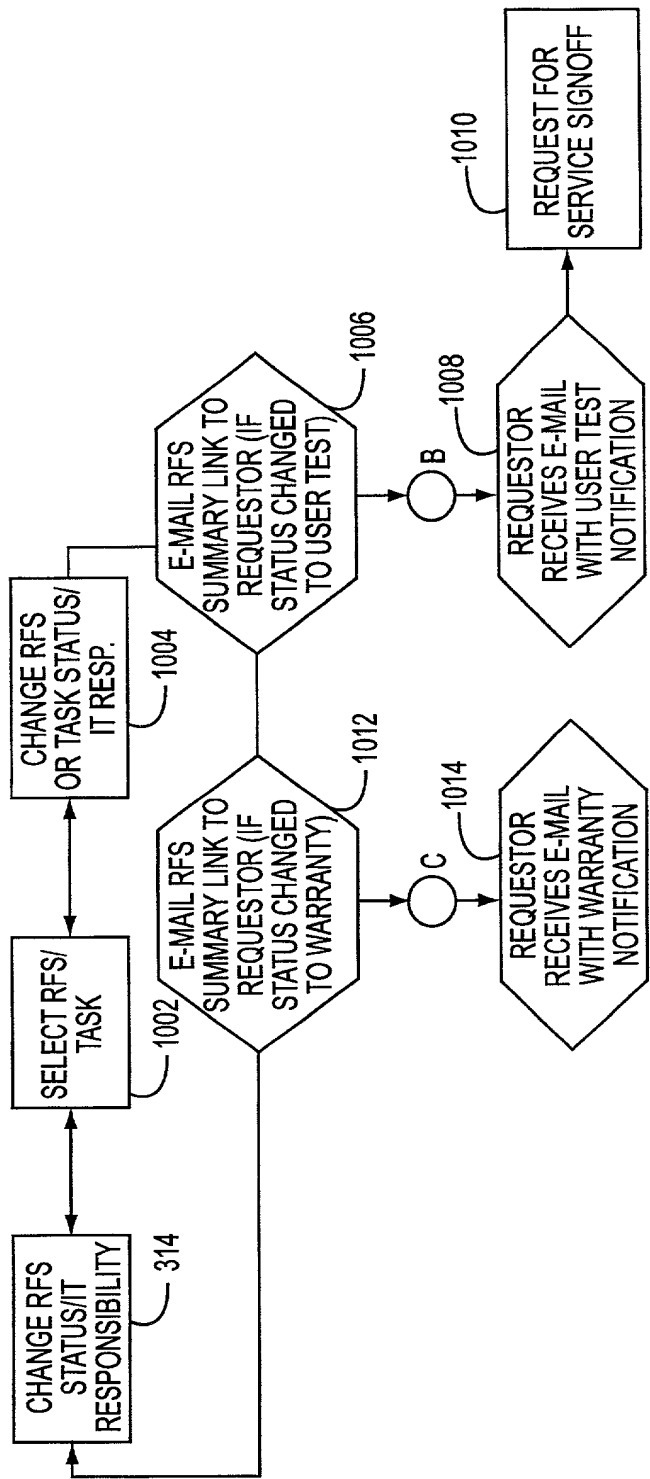 CHANGE RFS
STATUS/IT
RESPONSIBILITY
314
SELECT RFS/
TASK
1002
CHANGE RFS
OR TASK STATUS/
IT RESP.
1004
E-MAIL RFS
SUMMARY LINK TO
REQUESTOR (IF
STATUS CHANGED
TO WARRANTY)
1012
E-MAIL RFS
SUMMARY LINK TO
REQUESTOR (IF
STATUS CHANGED
TO USER TEST)
1006
C
B
REQUESTOR
RECEIVES E-MAIL
WITH WARRANTY
NOTIFICATION
1014
REQUESTOR
RECEIVES E-MAIL
WITH USER TEST
NOTIFICATION
1008
REQUEST FOR
SERVICE SIGNOFF
1010